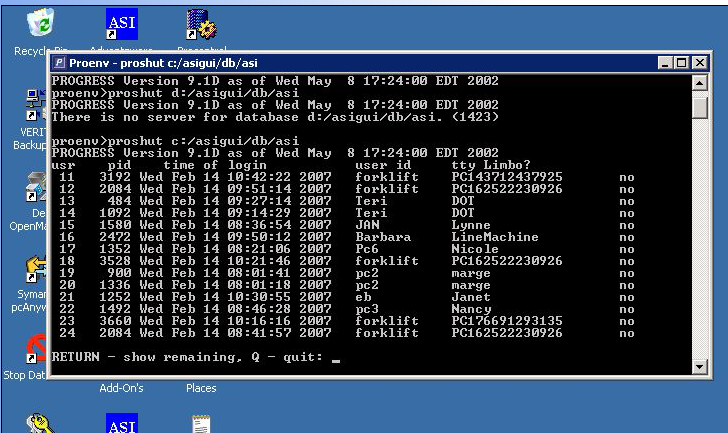 ASI
Recycle Bin
Proenv - proshut c:/asigui/db/asi
PROGRESS Version 9.1D as of Wed May  8 17:24:00 EDT 2002
proenv>proshut d:/asigui/db/asi
PROGRESS Version 9.1D as of Wed May  8 17:24:00 EDT 2002
There is no server for database d:/asigui/db/asi. (1423)
proenv>proshut c:/asigui/db/asi
PROGRESS Version 9.1D as of Wed May  8 17:24:00 EDT 2002
usr    pid    time of login           user id     tty Limbo?
11   3192 Wed Feb 14 10:42:22 2007   forklift    PC143712437925      no
12   2084 Wed Feb 14 09:51:14 2007   forklift    PC162522230926      no
13    484 Wed Feb 14 09:27:14 2007   Teri        DOT                 no
14   1092 Wed Feb 14 09:14:29 2007   Teri        DOT                 no
15   1580 Wed Feb 14 08:36:54 2007   JAN         Lynne               no
16   2472 Wed Feb 14 09:50:12 2007   Barbara     LineMachine         no
17   1352 Wed Feb 14 08:21:06 2007   Pc6         Nicole              no
18   3528 Wed Feb 14 10:21:46 2007   forklift    PC162522230926      no
19    900 Wed Feb 14 08:01:41 2007   pc2         marge               no
20   1336 Wed Feb 14 08:01:18 2007   pc2         marge               no
21   1252 Wed Feb 14 10:30:55 2007   eb          Janet               no
22   1492 Wed Feb 14 08:46:28 2007   pc3         Nancy               no
23   3660 Wed Feb 14 10:16:16 2007   forklift    PC176691293135      no
24   2084 Wed Feb 14 08:41:57 2007   forklift    PC162522230926      no
RETURN - show remaining, Q - quit: _
VERIT
Backup
De
OpenM
Syman
pcAnyw
Stop Dat
Add-On's
Places
ASI